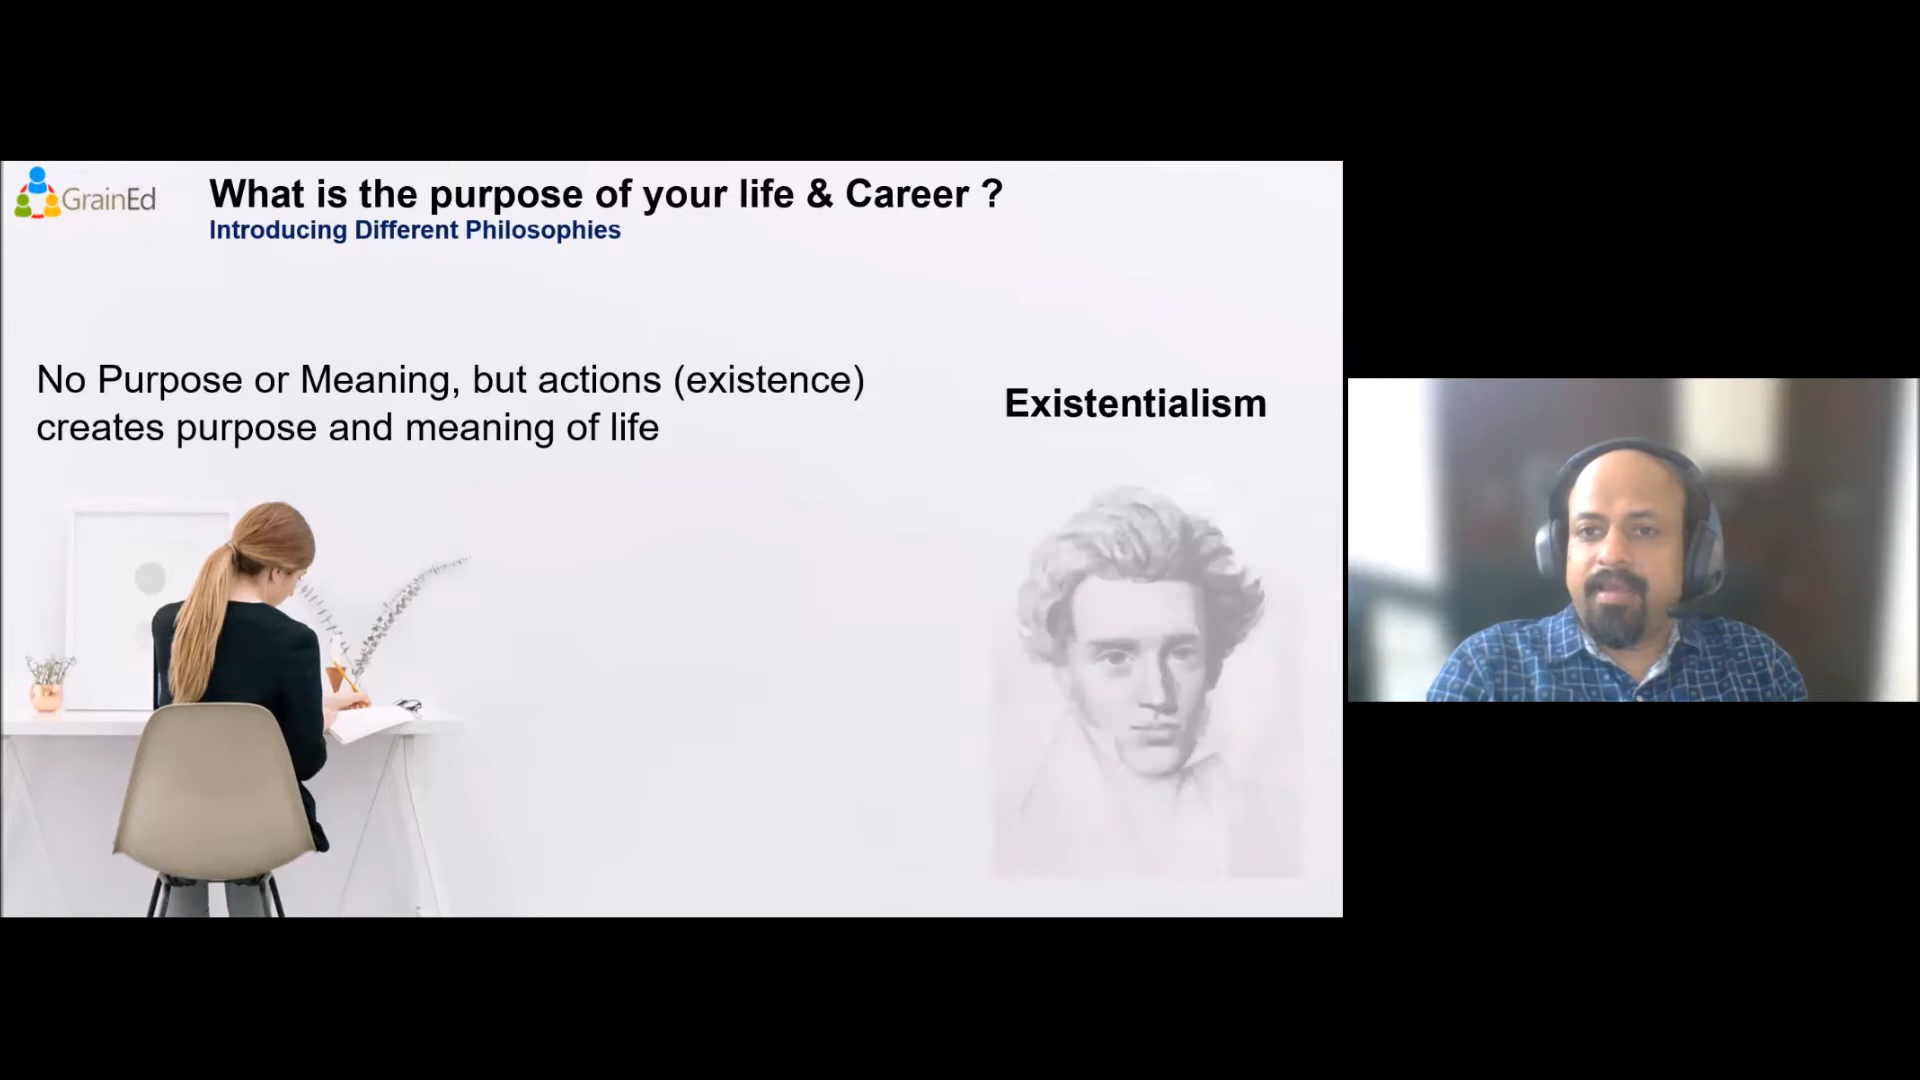 GrainEd
What is the purpose of your life & Career ?
Introducing Different Philosophies
No Purpose or Meaning, but actions (existence)
creates purpose and meaning of life
Existentialism